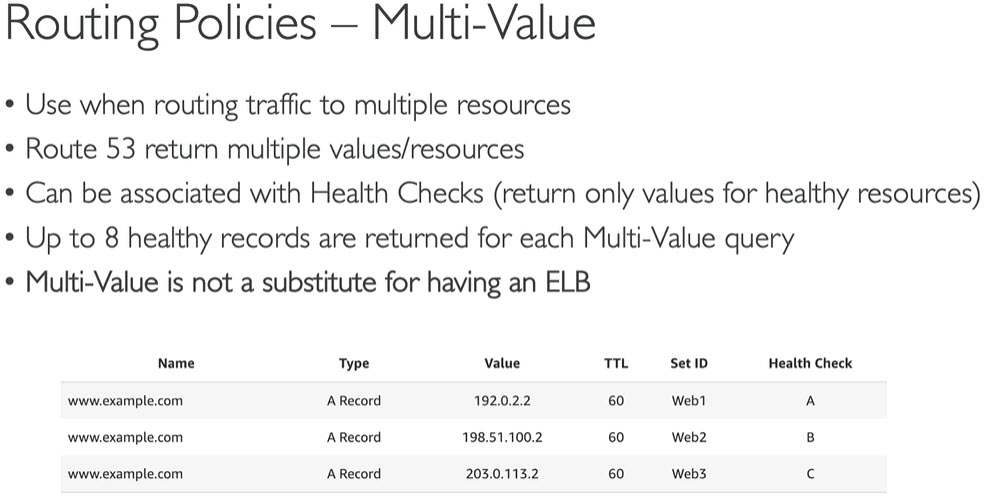 Routing Policies – Multi-Value
• Use when routing traffic to multiple resources
• Route 53 return multiple values/resources
• Can be associated with Health Checks (return only values for healthy resources)
• Up to 8 healthy records are returned for each Multi-Value query
• Multi-Value is not a substitute for having an ELB
Name Type Value TTL Set ID Health Check
www.example.com A Record 192.0.2.2 60 Web1 A
www.example.com A Record 198.51.100.2 60 Web2 B
www.example.com A Record 203.0.113.2 60 Web3 C